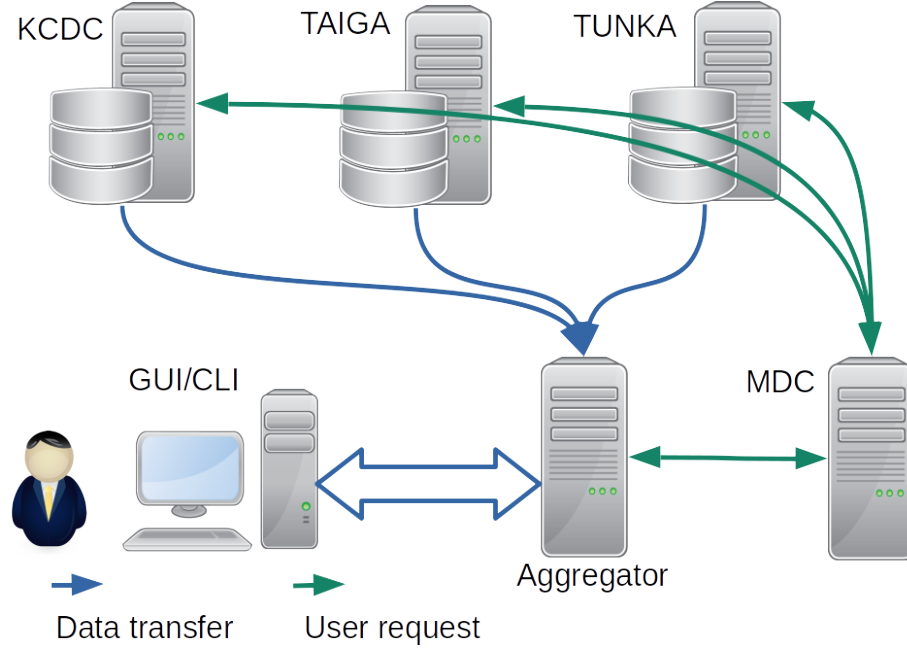 KCDC
TAIGA
TUNKA
GUI/CLI
MDC
Aggregator
Data transfer
User request